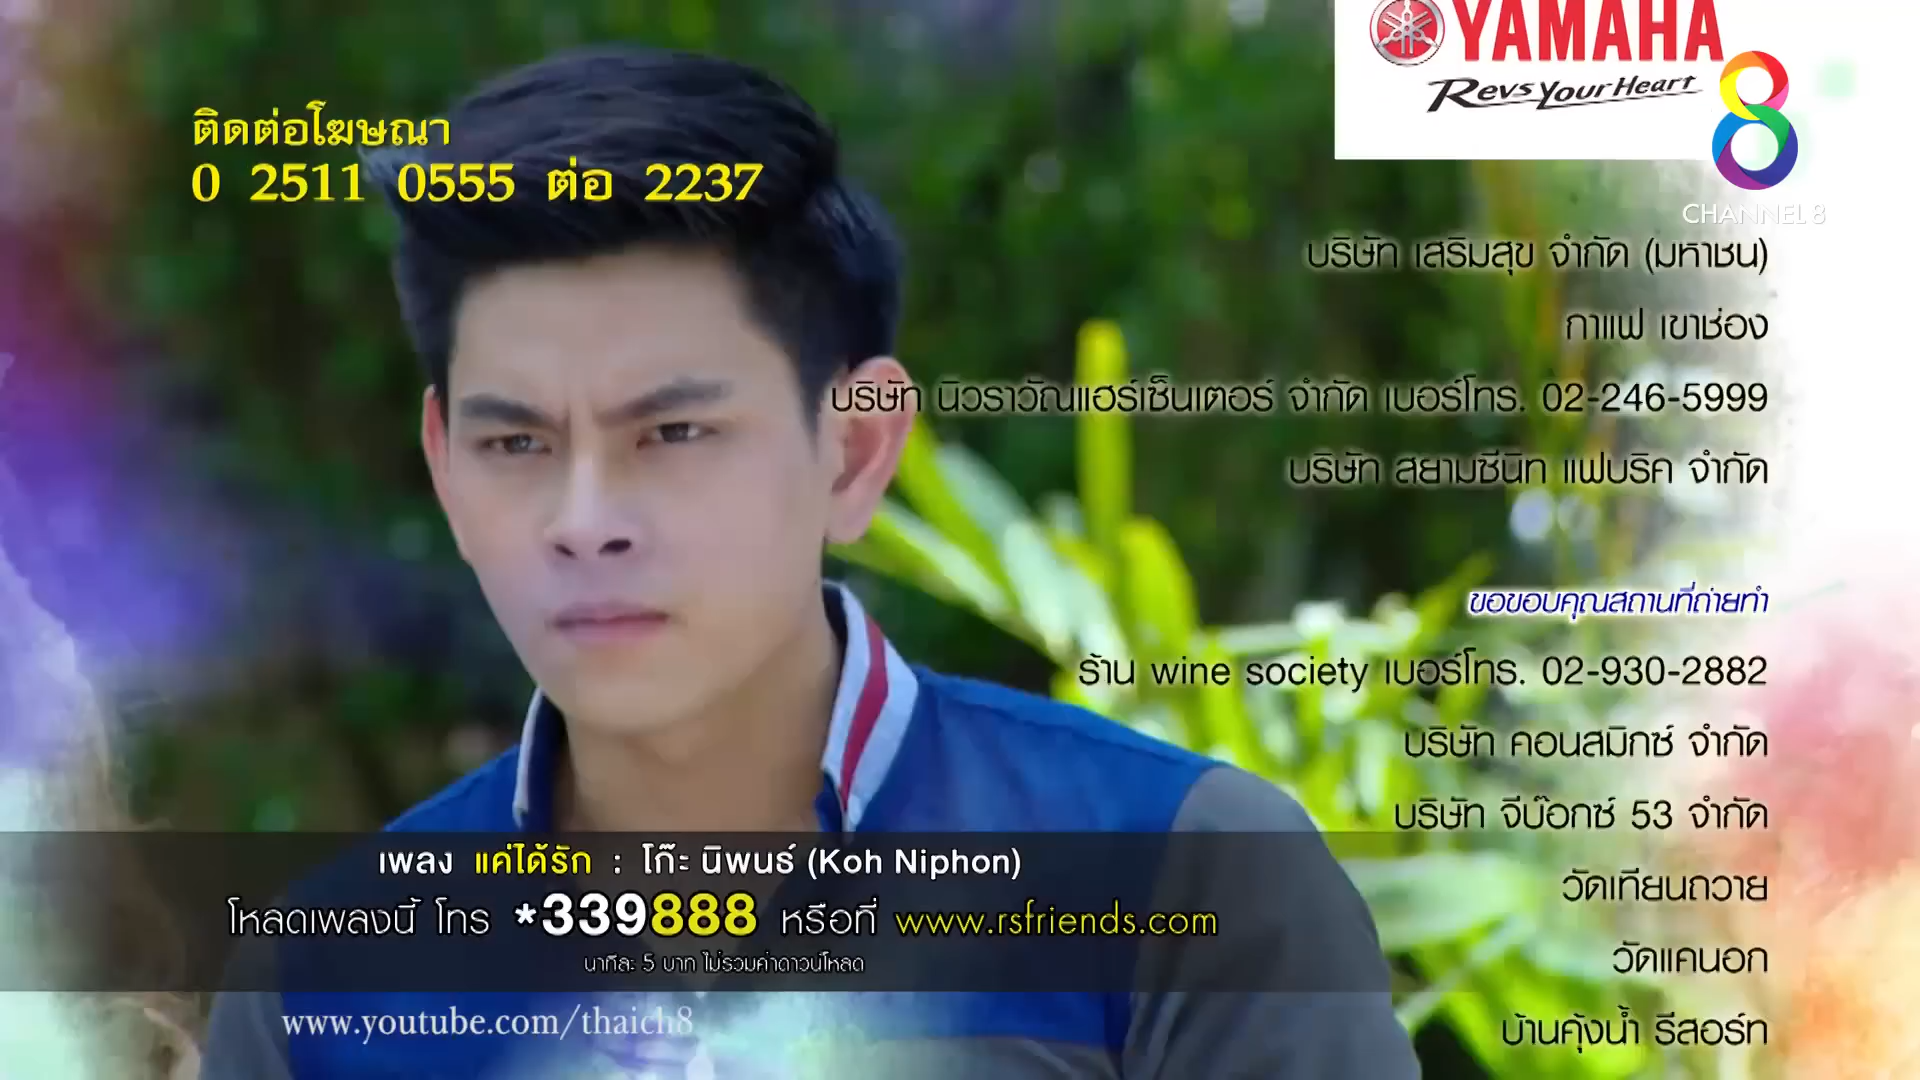 YAMAHA
Revs Your Heart
CHANNEL 8
ติดต่อโฆษณา
0 2511 0555 ต่อ 2237
บริษัท เสริมสุข จำกัด (มหาชน)
กาแฟ เขาช่อง
บริษัท นิวราวัณแฮร์เซ็นเตอร์ จำกัด เบอร์โทร. 02-246-5999
บริษัท สยามซีนิท แฟบริค จำกัด
ขอขอบคุณสถานที่ถ่ายทำ
ร้าน wine society เบอร์โทร. 02-930-2882
บริษัท คอนสมิกซ์ จำกัด
บริษัท จีบ๊อกซ์ 53 จำกัด
วัดเทียนถวาย
วัดแคนอก
บ้านคุ้งน้ำ รีสอร์ท
เพลง แค่ได้รัก : โก๊ะ นิพนธ์ (Koh Niphon)
โหลดเพลงนี้ โทร *339888 หรือที่ www.rsfriends.com
นาทีละ 5 บาท ไม่รวมค่าดาวน์โหลด
www.youtube.com/thaich8